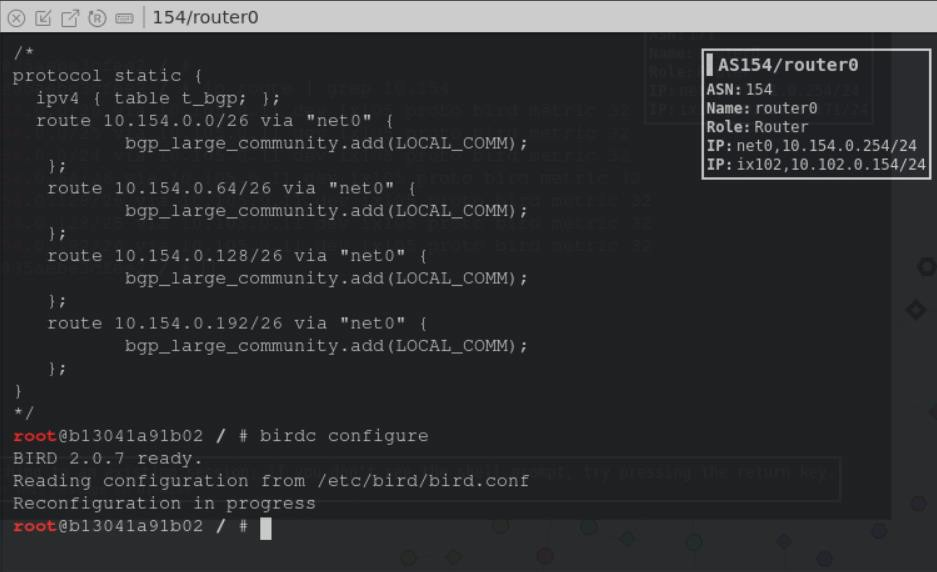 154/router0
/*
protocol static {
  ipv4 { table t_bgp; };
  route 10.154.0.0/26 via "net0" {
          bgp_large_community.add(LOCAL_COMM);
   };
   route 10.154.0.64/26 via "net0" {
          bgp_large_community.add(LOCAL_COMM);
   };
   route 10.154.0.128/26 via "net0" {
          bgp_large_community.add(LOCAL_COMM);
   };
   route 10.154.0.192/26 via "net0" {
          bgp_large_community.add(LOCAL_COMM);
   };
}
*/
root@b13041a91b02 / # birdc configure
BIRD 2.0.7 ready.
Reading configuration from /etc/bird/bird.conf
Reconfiguration in progress
root@b13041a91b02 / #
AS154/router0
ASN: 154
Name: router0
Role: Router
IP: net0,10.154.0.254/24
IP: ix102,10.102.0.154/24